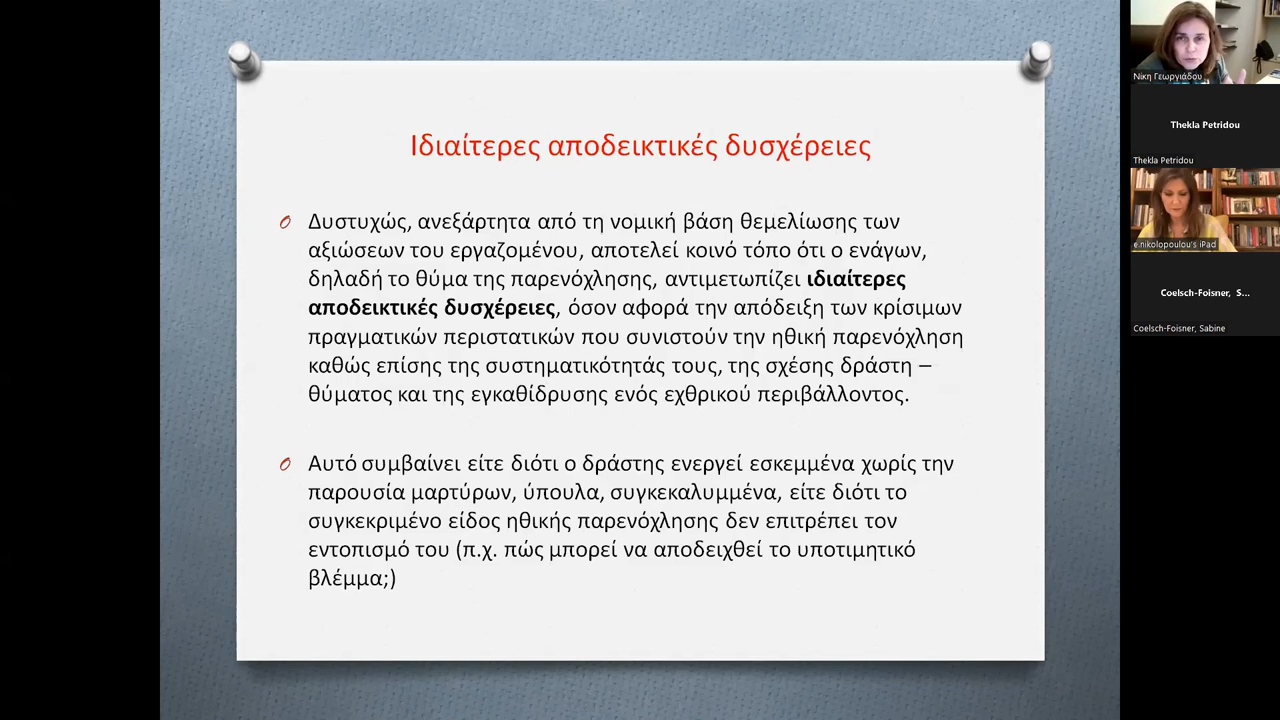 Ιδιαίτερες αποδεικτικές δυσχέρειες
Δυστυχώς, ανεξάρτητα από τη νομική βάση θεμελίωσης των
αξιώσεων του εργαζομένου, αποτελεί κοινό τόπο ότι ο ενάγων,
δηλαδή το θύμα της παρενόχλησης, αντιμετωπίζει ιδιαίτερες
αποδεικτικές δυσχέρειες, όσον αφορά την απόδειξη των κρίσιμων
πραγματικών περιστατικών που συνιστούν την ηθική παρενόχληση
καθώς επίσης της συστηματικότητάς τους, της σχέσης δράστη –
θύματος και της εγκαθίδρυσης ενός εχθρικού περιβάλλοντος.
Αυτό συμβαίνει είτε διότι ο δράστης ενεργεί εσκεμμένα χωρίς την
παρουσία μαρτύρων, ύπουλα, συγκεκαλυμμένα, είτε διότι το
συγκεκριμένο είδος ηθικής παρενόχλησης δεν επιτρέπει τον
εντοπισμό του (π.χ. πώς μπορεί να αποδειχθεί το υποτιμητικό
βλέμμα;)
Νίκη Γεωργιάδου
Thekla Petridou
Thekla Petridou
e.nikolopoulou's iPad
Coelsch-Foisner, S...
Coelsch-Foisner, Sabine